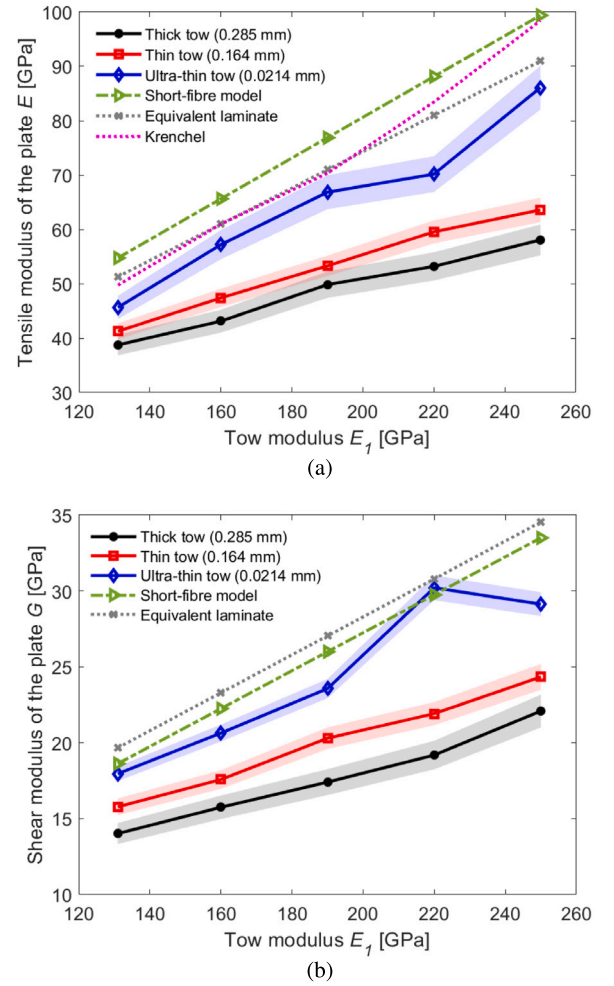 100
90
80
70
60
50
40
30
Tensile modulus of the plate E [GPa]
Thick tow (0.285 mm)
Thin tow (0.164 mm)
Ultra-thin tow (0.0214 mm)
Short-fibre model
Equivalent laminate
Krenchel
120 140 160 180 200 220 240 260
Tow modulus E1 [GPa]
(a)
35
30
25
20
15
10
Shear modulus of the plate G [GPa]
Thick tow (0.285 mm)
Thin tow (0.164 mm)
Ultra-thin tow (0.0214 mm)
Short-fibre model
Equivalent laminate
120 140 160 180 200 220 240 260
Tow modulus E1 [GPa]
(b)